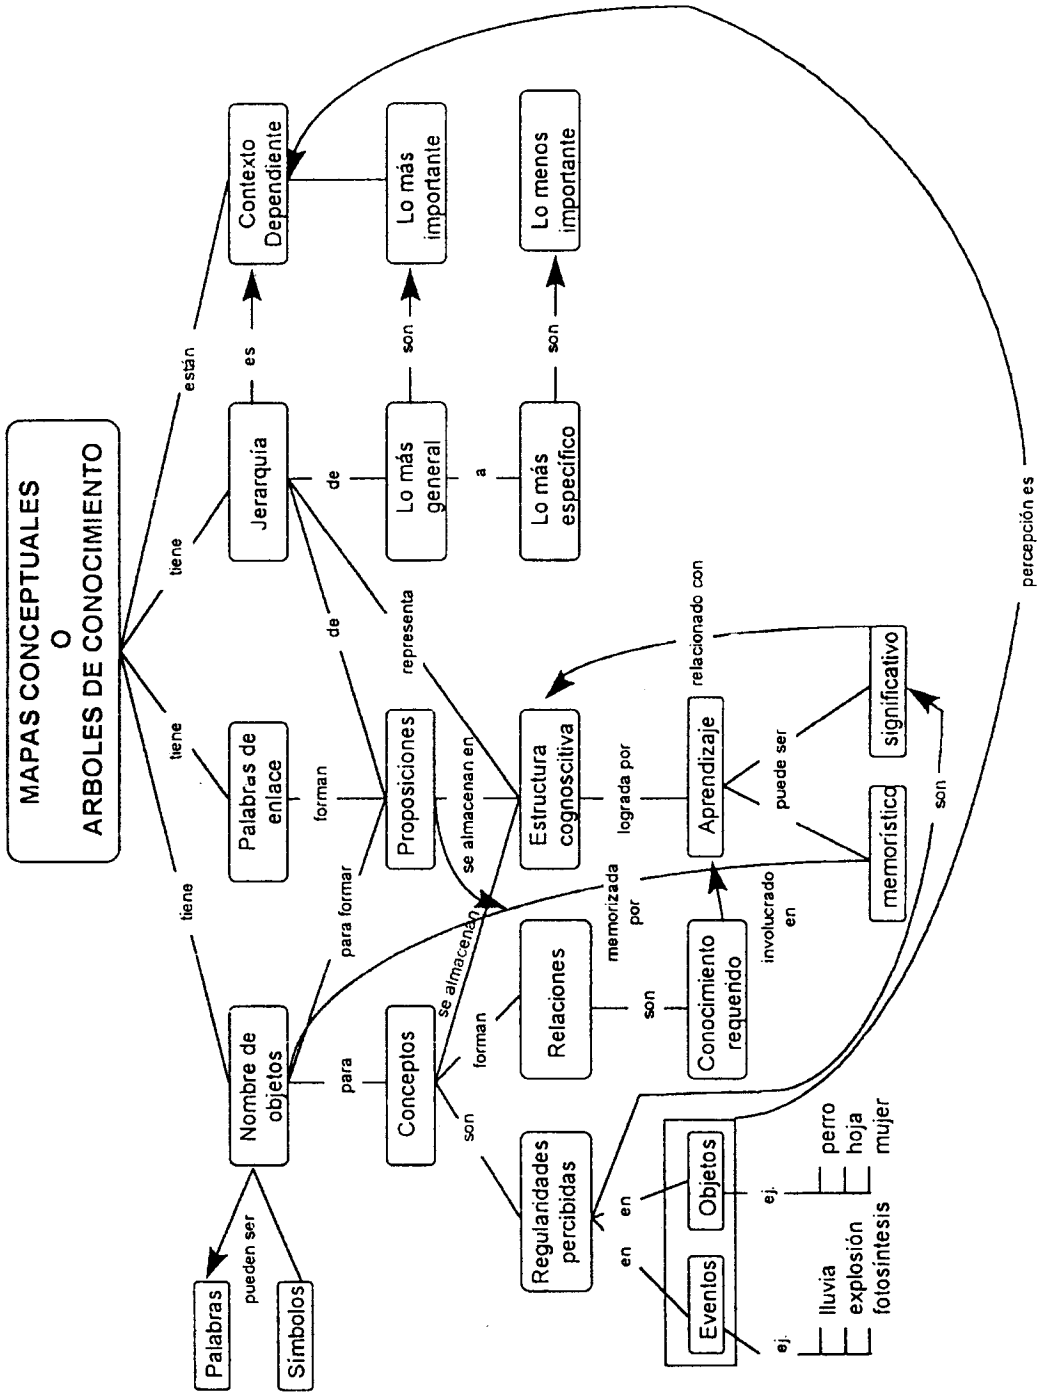 MAPAS CONCEPTUALES
O
ARBOLES DE CONOCIMIENTO
tiene
tiene
tiene
están
Palabras
Símbolos
pueden ser
Nombre de
objetos
Palabras de
enlace
Jerarquía
es
Contexto
Dependiente
para
para formar
forman
de
de
Conceptos
Proposiciones
representa
Lo más
general
son
Lo más
importante
son
forman
se almacenan
se almacenan en
a
Regularidades
percibidas
Relaciones
Estructura
cognoscitiva
Lo más
específico
son
Lo menos
importante
en
en
son
memorizada
por
lograda por
Eventos
Objetos
Conocimiento
requerido
Aprendizaje
relacionado con
ej.
ej.
involucrado
en
puede ser
lluvia
explosión
fotosíntesis
perro
hoja
mujer
memorístico
significativo
son
percepción es